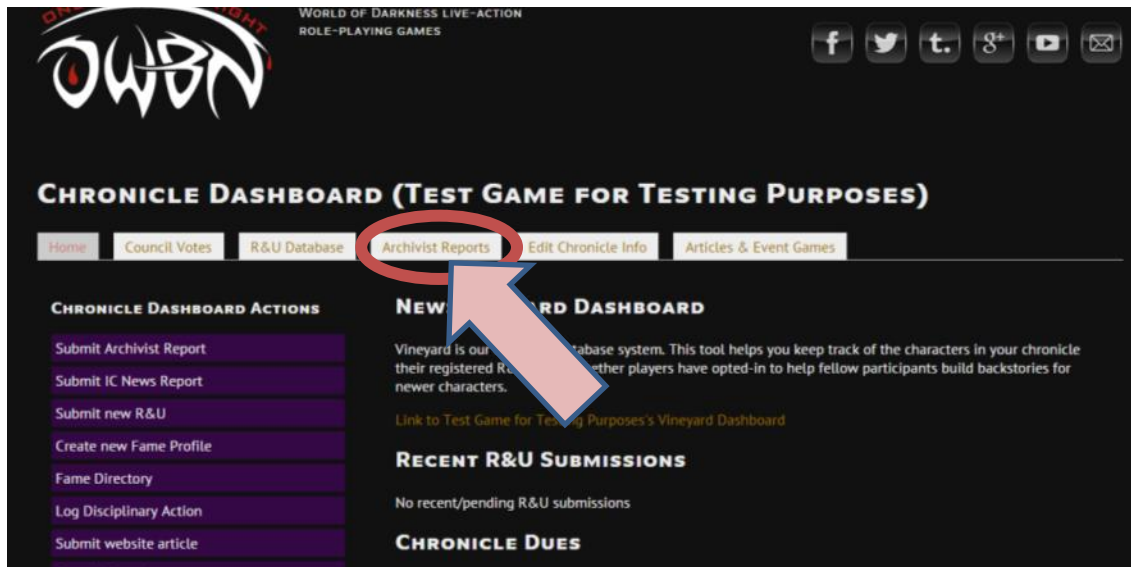 WORLD OF DARKNESS LIVE-ACTION
ROLE-PLAYING GAMES
OWBN
f t. 8+
CHRONICLE DASHBOARD (TEST GAME FOR TESTING PURPOSES)
Home Council Votes R&U Database Archivist Reports Edit Chronicle Info Articles & Event Games
CHRONICLE DASHBOARD ACTIONS
Submit Archivist Report
Submit IC News Report
Submit new R&U
Create new Fame Profile
Fame Directory
Log Disciplinary Action
Submit website article
NEW DASHBOARD
Vineyard is our database system. This tool helps you keep track of the characters in your chronicle
their registered players have opted-in to help fellow participants build backstories for
newer characters.
Link to Test Game for Testing Purposes's Vineyard Dashboard
RECENT R&U SUBMISSIONS
No recent/pending R&U submissions
CHRONICLE DUES